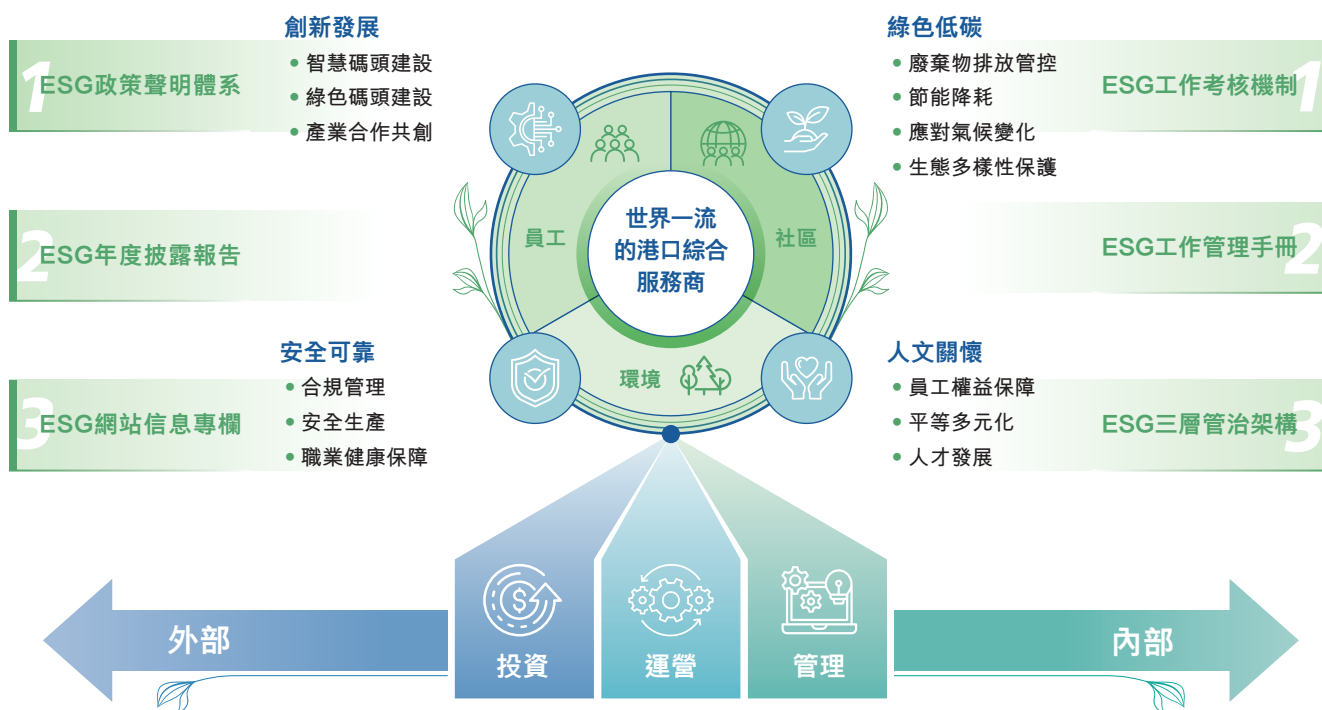 創新發展
• 智慧碼頭建設
• 綠色碼頭建設
• 產業合作共創
綠色低碳
• 廢棄物排放管控
• 節能降耗
• 應對氣候變化
• 生態多樣性保護
1 ESG政策聲明體系
2 ESG年度披露報告
3 ESG網站信息專欄
ESG工作考核機制 1
ESG工作管理手冊 2
ESG三層管治架構 3
員工
社區
環境
世界一流
的港口綜合
服務商
安全可靠
• 合規管理
• 安全生產
• 職業健康保障
人文關懷
• 員工權益保障
• 平等多元化
• 人才發展
外部
$
投資
運營
管理
內部